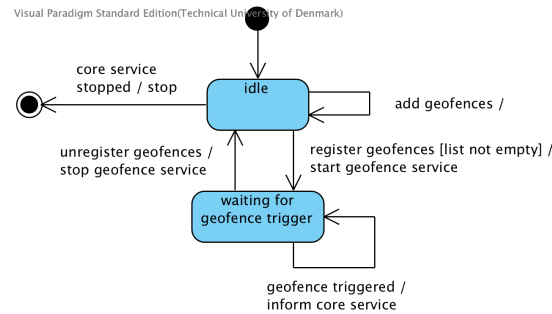 Visual Paradigm Standard Edition(Technical University of Denmark)
core service
stopped / stop
idle
add geofences /
unregister geofences /
stop geofence service
register geofences [list not empty] /
start geofence service
waiting for
geofence trigger
geofence triggered /
inform core service